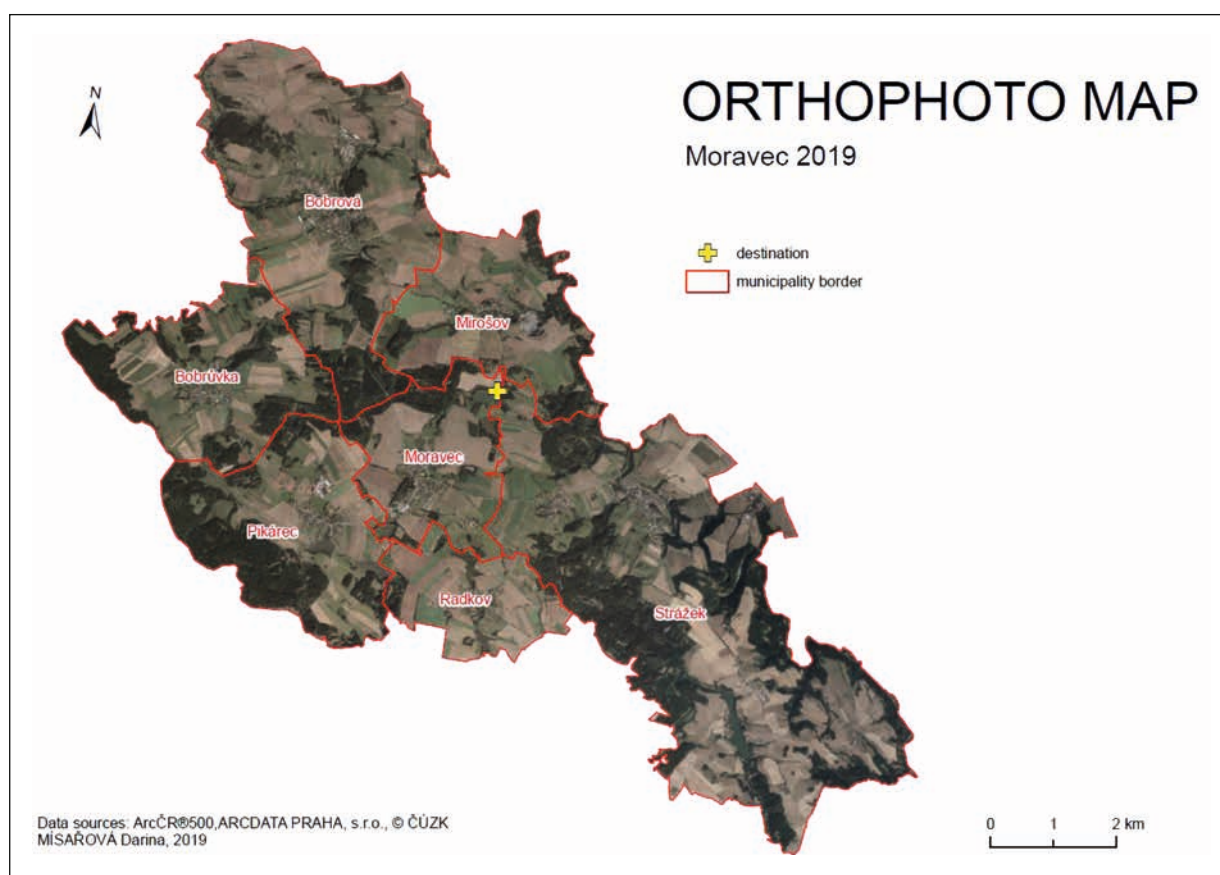 N
ORTHOPHOTO MAP
Moravec 2019
destination
municipality border
Bobrová
Mirošov
Bobrůvka
Moravec
Pikárec
Radkov
Strážek
Data sources: ArcČR®500,ARCDATA PRAHA, s.r.o., © ČÚZK
MÍSAŘOVÁ Darina, 2019
0 1 2 km